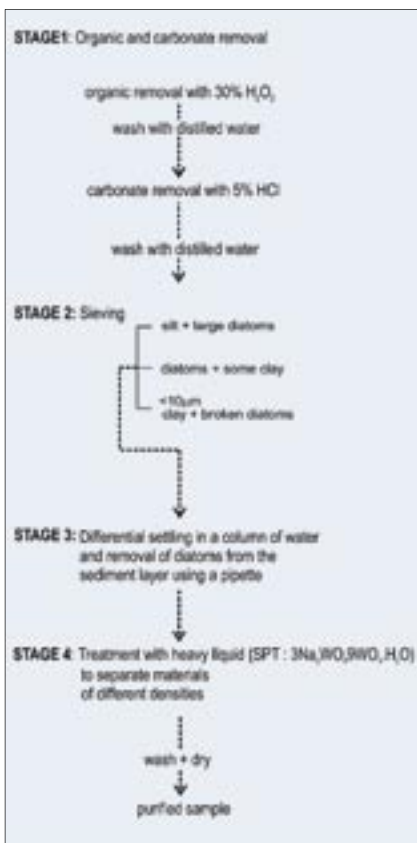 STAGE1: Organic and carbonate removal
organic removal with 30% H₂O₂
wash with distilled water
carbonate removal with 5% HCl
wash with distilled water
STAGE 2: Sieving
silt + large diatoms
diatoms + some clay
<10µm
clay + broken diatoms
STAGE 3: Differential settling in a column of water
and removal of diatoms from the
sediment layer using a pipette
STAGE 4: Treatment with heavy liquid (SPT : 3Na₂WO₄9WO₃.H₂O)
to separate materials
of different densities
wash + dry
purified sample